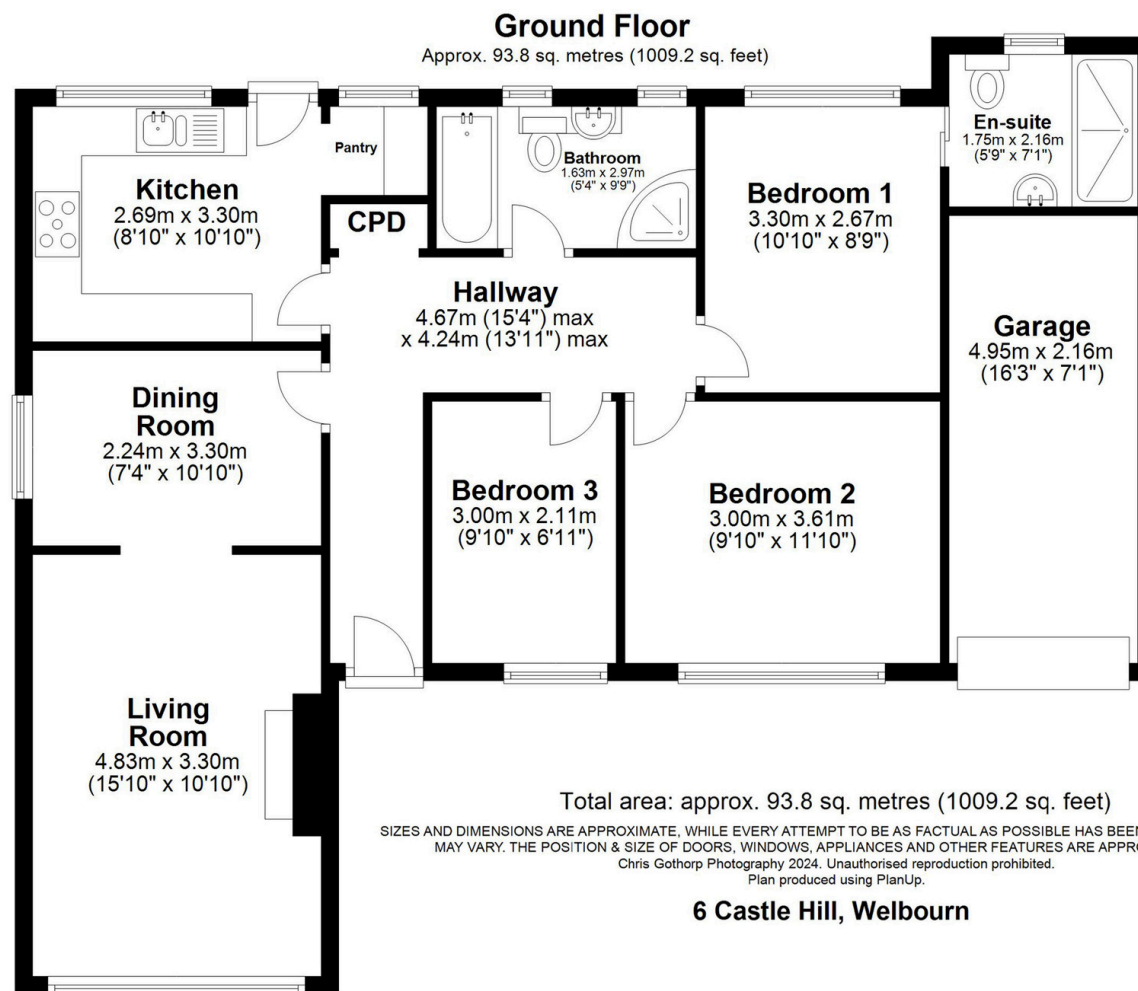 Ground Floor
Approx. 93.8 sq. metres (1009.2 sq. feet)
Kitchen
2.69m x 3.30m
(8'10" x 10'10")
Pantry
CPD
Bathroom
1.63m x 2.97m
(5'4" x 9'9")
Bedroom 1
3.30m x 2.67m
(10'10" x 8'9")
En-suite
1.75m x 2.16m
(5'9" x 7'1")
Hallway
4.67m (15'4") max
x 4.24m (13'11") max
Garage
4.95m x 2.16m
(16'3" x 7'1")
Dining
Room
2.24m x 3.30m
(7'4" x 10'10")
Bedroom 3
3.00m x 2.11m
(9'10" x 6'11")
Bedroom 2
3.00m x 3.61m
(9'10" x 11'10")
Living
Room
4.83m x 3.30m
(15'10" x 10'10")
Total area: approx. 93.8 sq. metres (1009.2 sq. feet)
SIZES AND DIMENSIONS ARE APPROXIMATE, WHILE EVERY ATTEMPT TO BE AS FACTUAL AS POSSIBLE HAS BEEN
MAY VARY. THE POSITION & SIZE OF DOORS, WINDOWS, APPLIANCES AND OTHER FEATURES ARE APPRO
Chris Gothorp Photography 2024. Unauthorised reproduction prohibited.
Plan produced using PlanUp.
6 Castle Hill, Welbourn